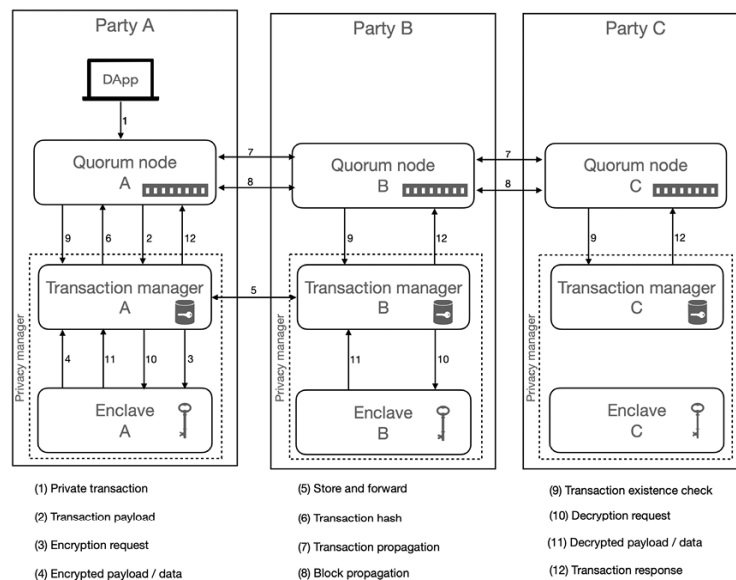 Party A
Party B
Party C
DApp
1
Quorum node
A
7
8
Quorum node
B
7
8
Quorum node
C
9
6
2
12
9
12
9
12
Privacy manager
Transaction manager
A
5
Privacy manager
Transaction manager
B
Privacy manager
Transaction manager
C
4
11
10
3
11
10
Enclave
A
Enclave
B
Enclave
C
(1) Private transaction
(2) Transaction payload
(3) Encryption request
(4) Encrypted payload / data
(5) Store and forward
(6) Transaction hash
(7) Transaction propagation
(8) Block propagation
(9) Transaction existence check
(10) Decryption request
(11) Decrypted payload / data
(12) Transaction response